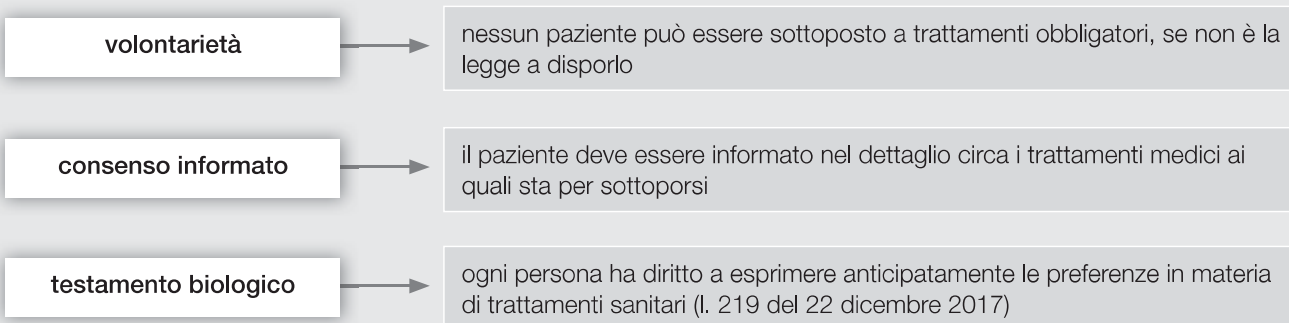 volontarietà
nessun paziente può essere sottoposto a trattamenti obbligatori, se non è la
legge a disporlo
consenso informato
il paziente deve essere informato nel dettaglio circa i trattamenti medici ai
quali sta per sottoporsi
testamento biologico
ogni persona ha diritto a esprimere anticipatamente le preferenze in materia
di trattamenti sanitari (l. 219 del 22 dicembre 2017)